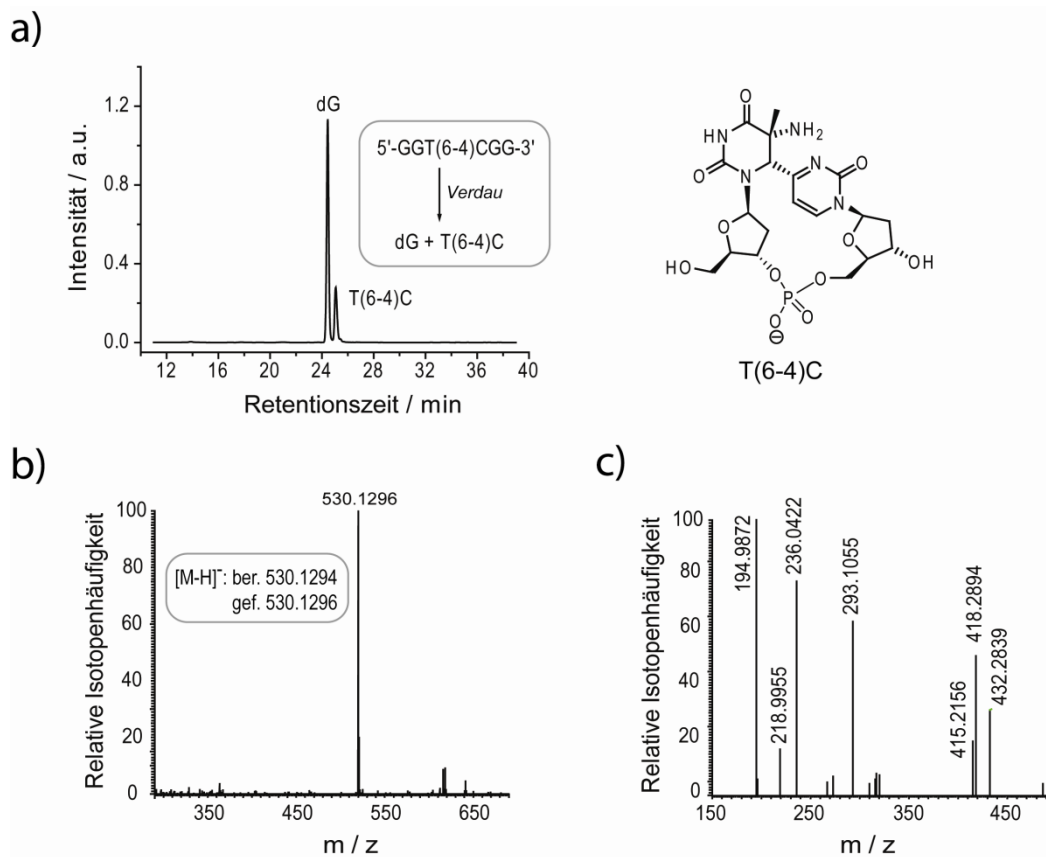 a)
Intensität / a.u.
1.2
0.8
0.4
0.0
dG
T(6-4)C
5'-GGT(6-4)CGG-3'
Verdau
dG + T(6-4)C
12 16 20 24 28 32 36 40
Retentionszeit / min
O
NH2
HN
N
O
O
N
N
O
O
HO
O
O
P
O
O
⊖
O
OH
T(6-4)C
b)
Relative Isotopenhäufigkeit
100
80
60
40
20
0
530.1296
[M-H]⁻: ber. 530.1294
gef. 530.1296
350 450 550 650
m / z
c)
Relative Isotopenhäufigkeit
100
80
60
40
20
0
194.9872
218.9955
236.0422
293.1055
415.2156
418.2894
432.2839
150 250 350 450
m / z